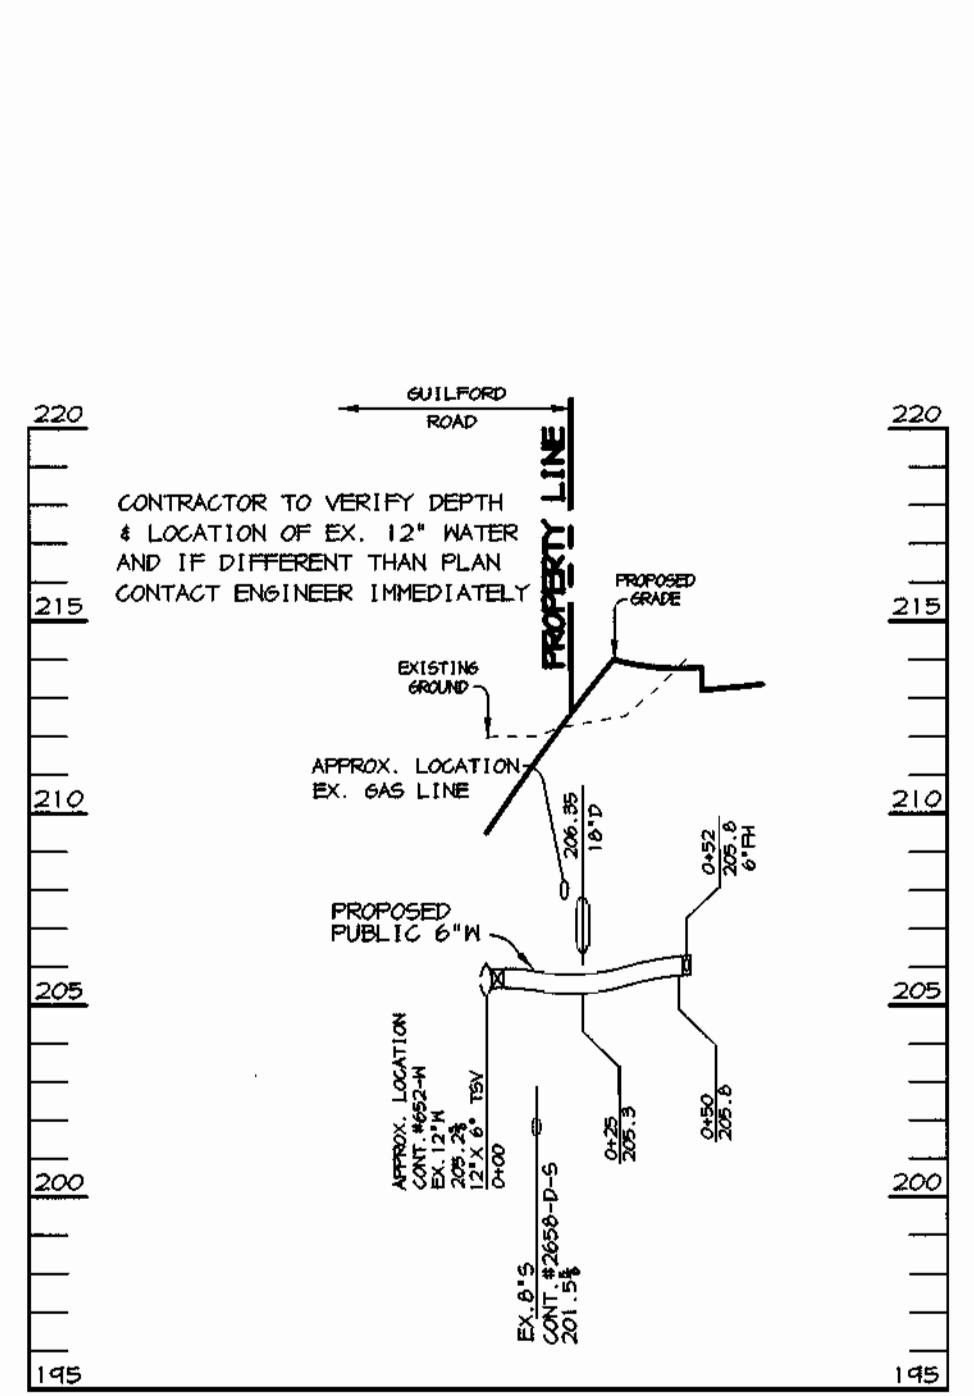 GUILFORD
ROAD
220
220
PROPERTY LINE
CONTRACTOR TO VERIFY DEPTH
& LOCATION OF EX. 12" WATER
AND IF DIFFERENT THAN PLAN
CONTACT ENGINEER IMMEDIATELY
PROPOSED
GRADE
215
215
EXISTING
GROUND
APPROX. LOCATION
EX. GAS LINE
210
210
206.35
18"D
0+52
205.8
6"FH
PROPOSED
PUBLIC 6"W
205
205
APPROX. LOCATION
CONT.#652-W
EX.12"W
205.2±
12"X 6" TSV
0+00
0+25
205.3
0+50
205.8
200
200
EX.8"S
CONT.#2658-D-S
201.5±
195
195